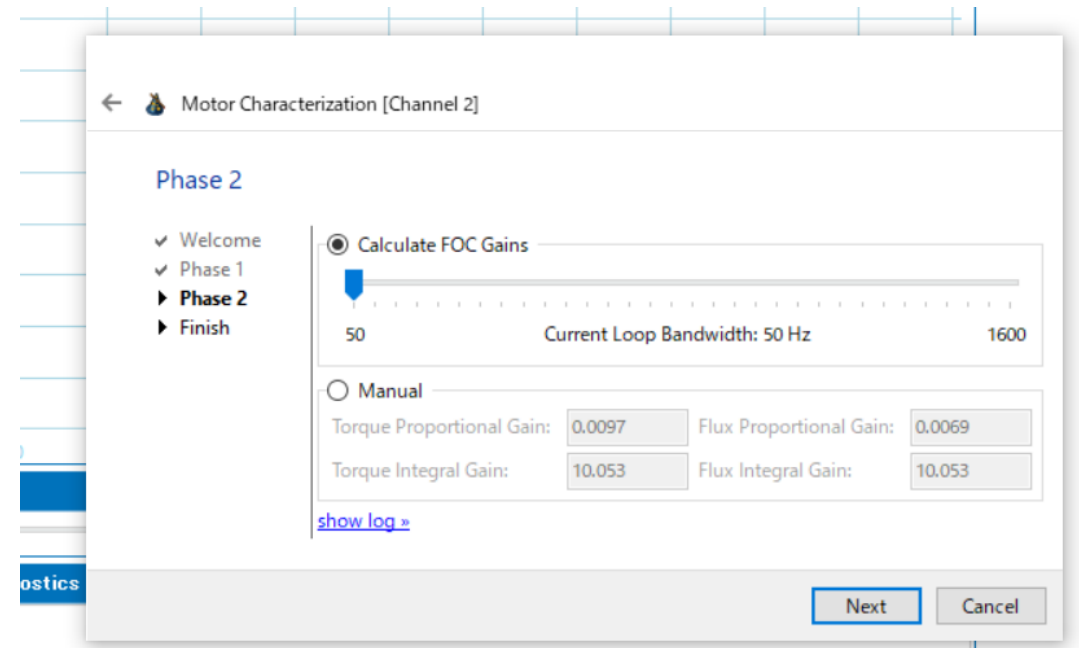 Motor Characterization [Channel 2]
Phase 2
Welcome
Phase 1
Phase 2
Finish
Calculate FOC Gains
50 Current Loop Bandwidth: 50 Hz 1600
Manual
Torque Proportional Gain: 0.0097 Flux Proportional Gain: 0.0069
Torque Integral Gain: 10.053 Flux Integral Gain: 10.053
show log »
ostics
Next Cancel